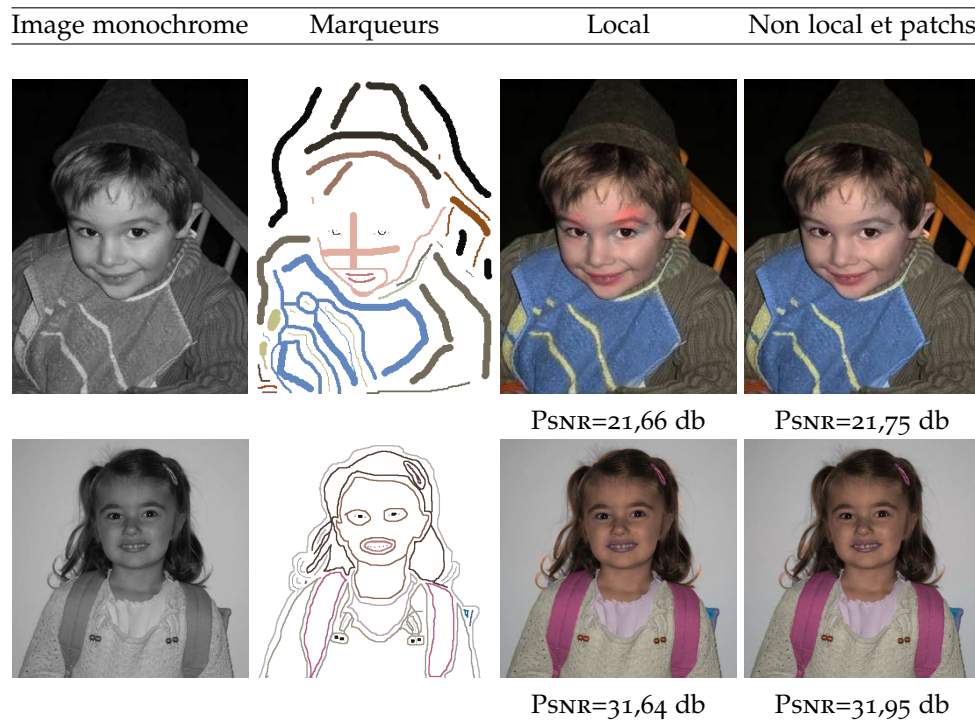 Image monochrome Marqueurs Local Non local et patchs
PSNR=21,66 db PSNR=21,75 db
PSNR=31,64 db PSNR=31,95 db